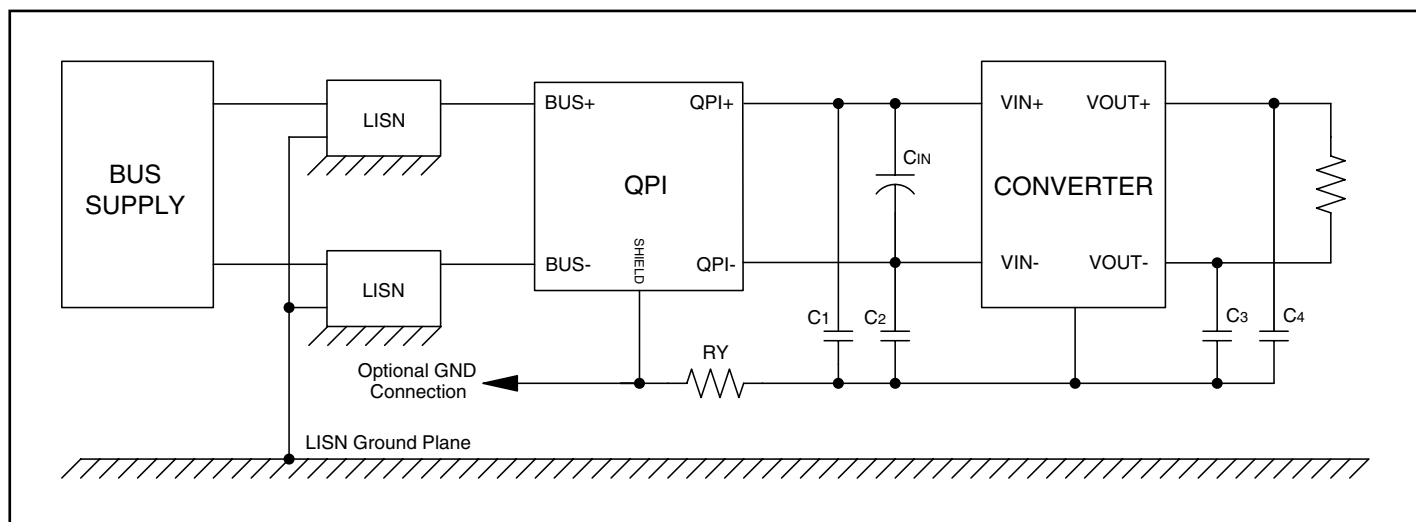 BUS
SUPPLY
LISN
LISN
BUS+
QPI+
QPI
BUS-
QPI-
SHIELD
CIN
VIN+
VOUT+
CONVERTER
VIN-
VOUT-
C1
C2
C3
C4
RY
Optional GND
Connection
LISN Ground Plane